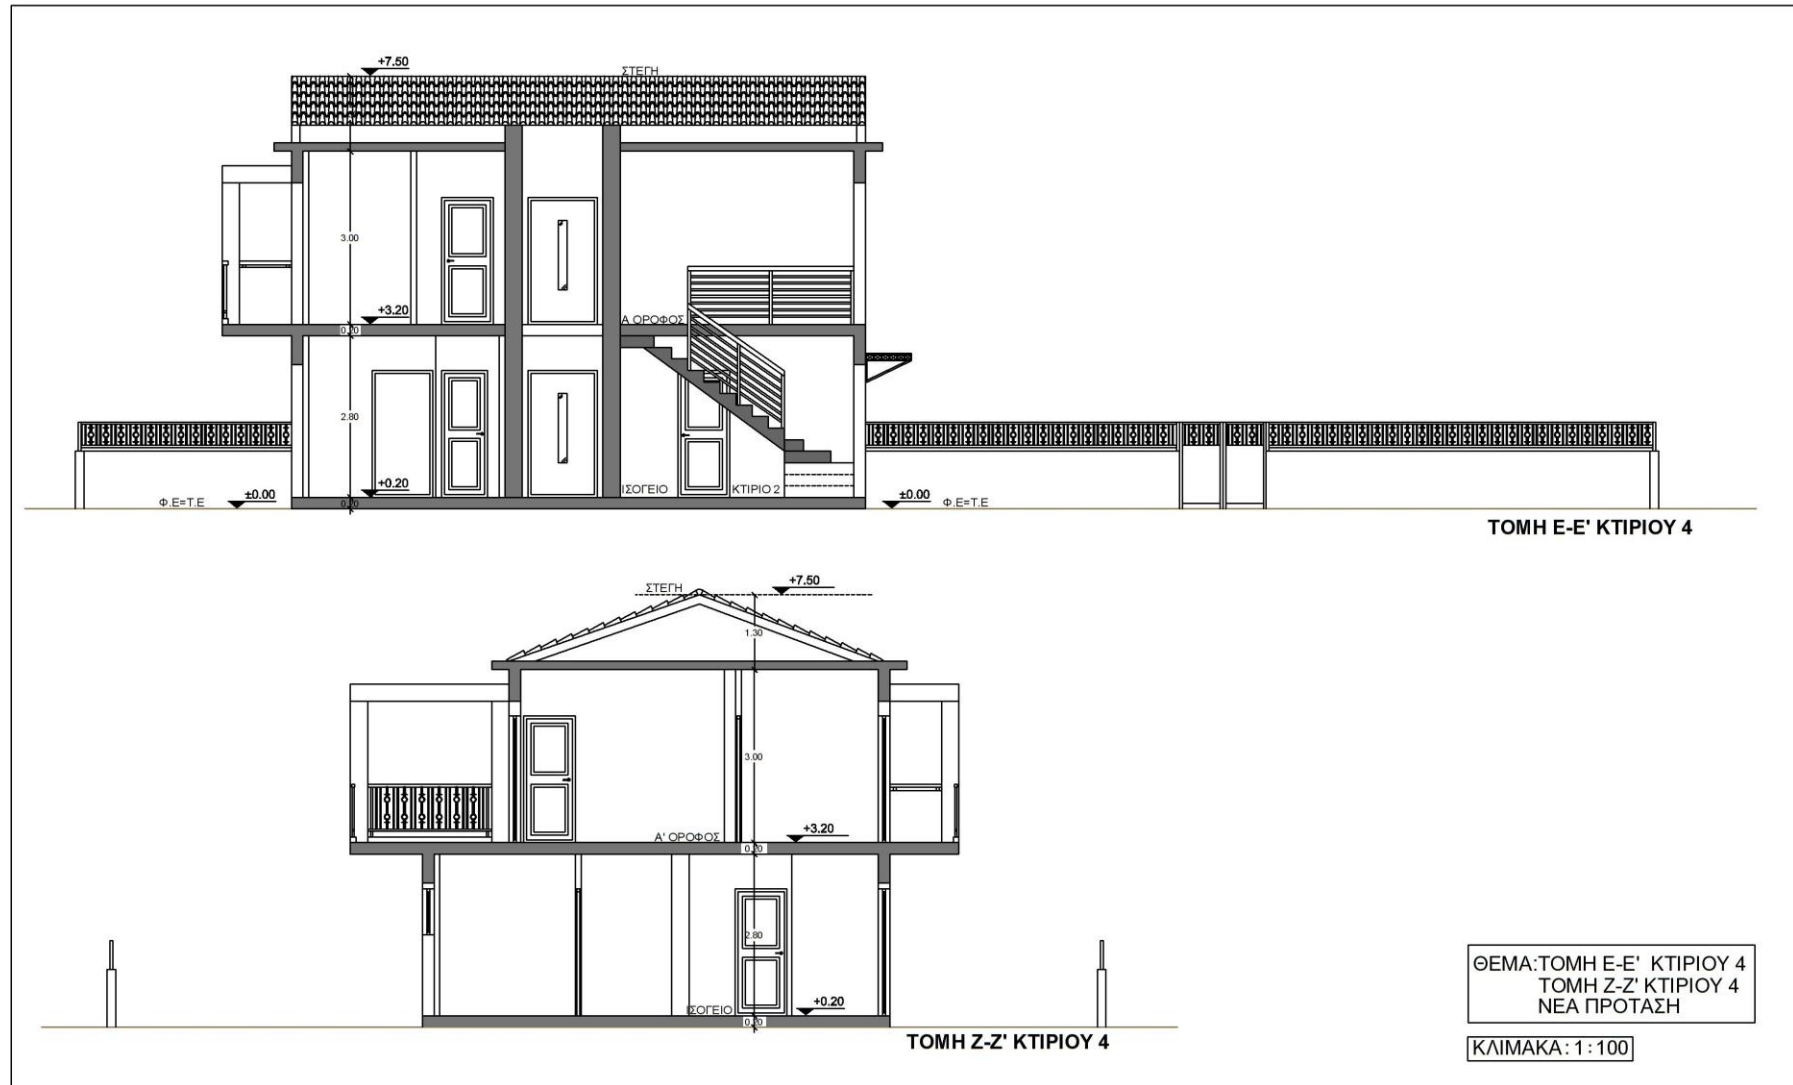 +7.50
ΣΤΕΓΗ
3.00
+3.20
Α ΟΡΟΦΟΣ
0.20
2.80
+0.20
ΙΣΟΓΕΙΟ
ΚΤΙΡΙΟ 2
Φ.Ε=Τ.Ε
±0.00
0.20
±0.00
Φ.Ε=Τ.Ε
ΤΟΜΗ Ε-Ε' ΚΤΙΡΙΟΥ 4
ΣΤΕΓΗ
+7.50
1.30
3.00
Α' ΟΡΟΦΟΣ
+3.20
0.20
2.80
ΙΣΟΓΕΙΟ
+0.20
0.20
ΤΟΜΗ Ζ-Ζ' ΚΤΙΡΙΟΥ 4
ΘΕΜΑ:ΤΟΜΗ Ε-Ε' ΚΤΙΡΙΟΥ 4
ΤΟΜΗ Ζ-Ζ' ΚΤΙΡΙΟΥ 4
ΝΕΑ ΠΡΟΤΑΣΗ
ΚΛΙΜΑΚΑ: 1 : 100